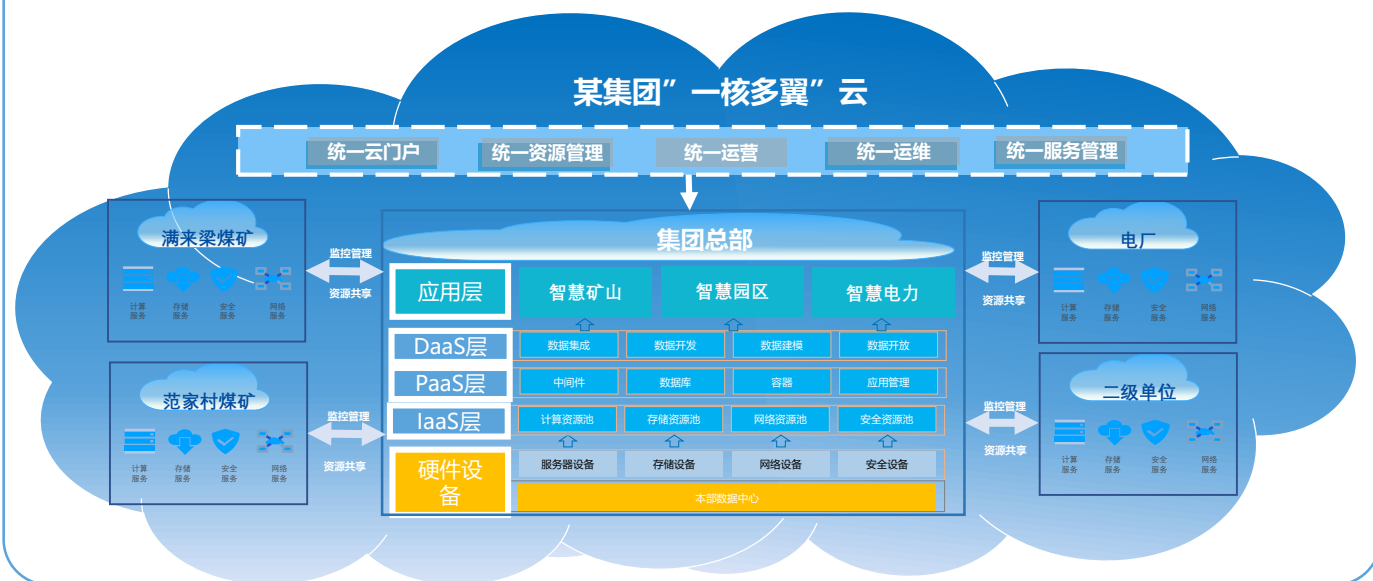 某集团”一核多翼”云
统一云门户 统一资源管理 统一运营 统一运维 统一服务管理
满来梁煤矿
计算服务 存储服务 安全服务 网络服务
监控管理
资源共享
范家村煤矿
计算服务 存储服务 安全服务 网络服务
监控管理
资源共享
集团总部
应用层 智慧矿山 智慧园区 智慧电力
DaaS层 数据集成 数据开发 数据建模 数据开放
PaaS层 中间件 数据库 容器 应用管理
IaaS层 计算资源池 存储资源池 网络资源池 安全资源池
硬件设备 服务器设备 存储设备 网络设备 安全设备
本部数据中心
监控管理
资源共享
电厂
计算服务 存储服务 安全服务 网络服务
监控管理
资源共享
二级单位
计算服务 存储服务 安全服务 网络服务